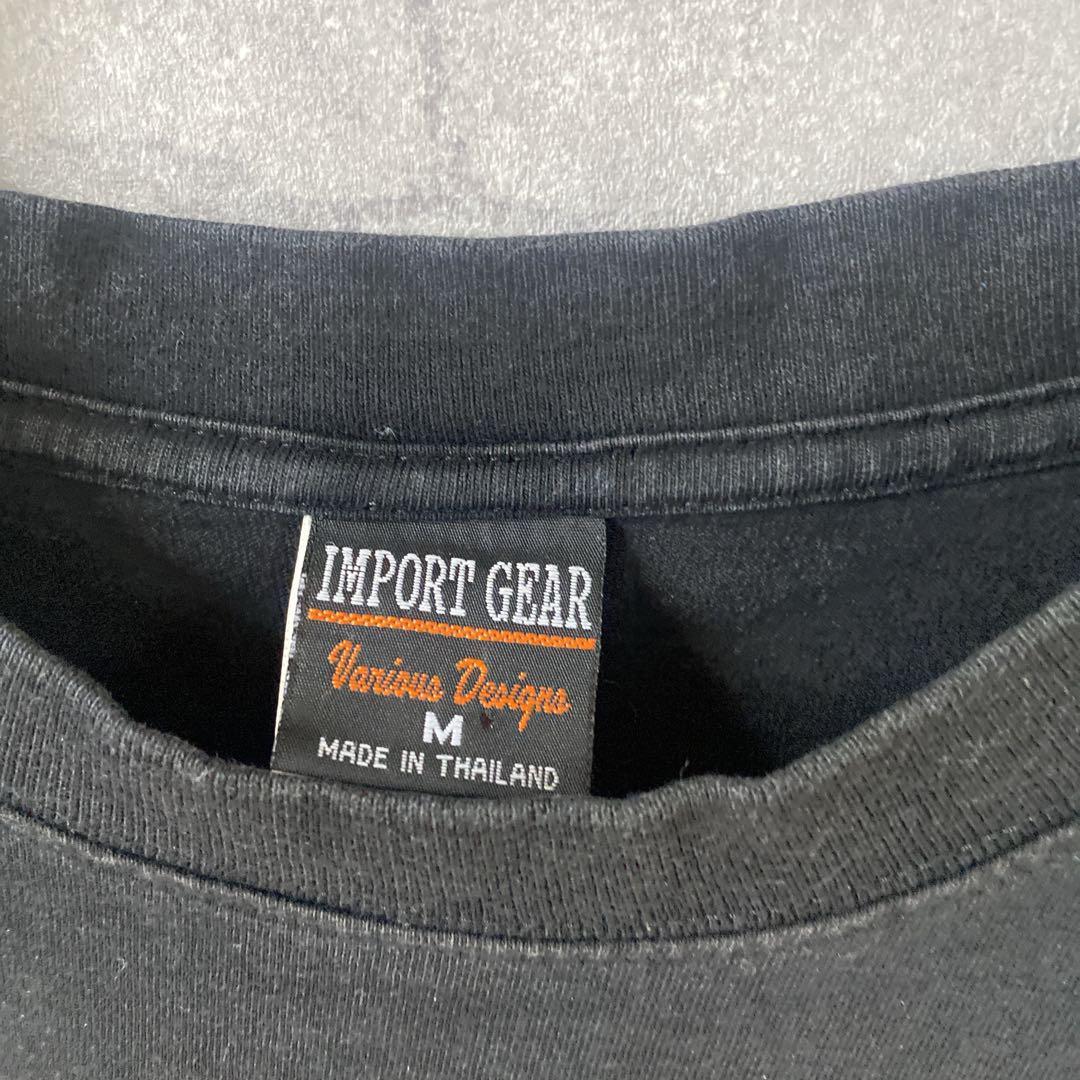 IMPORT GEAR
Various Designs
M
MADE IN THAILAND